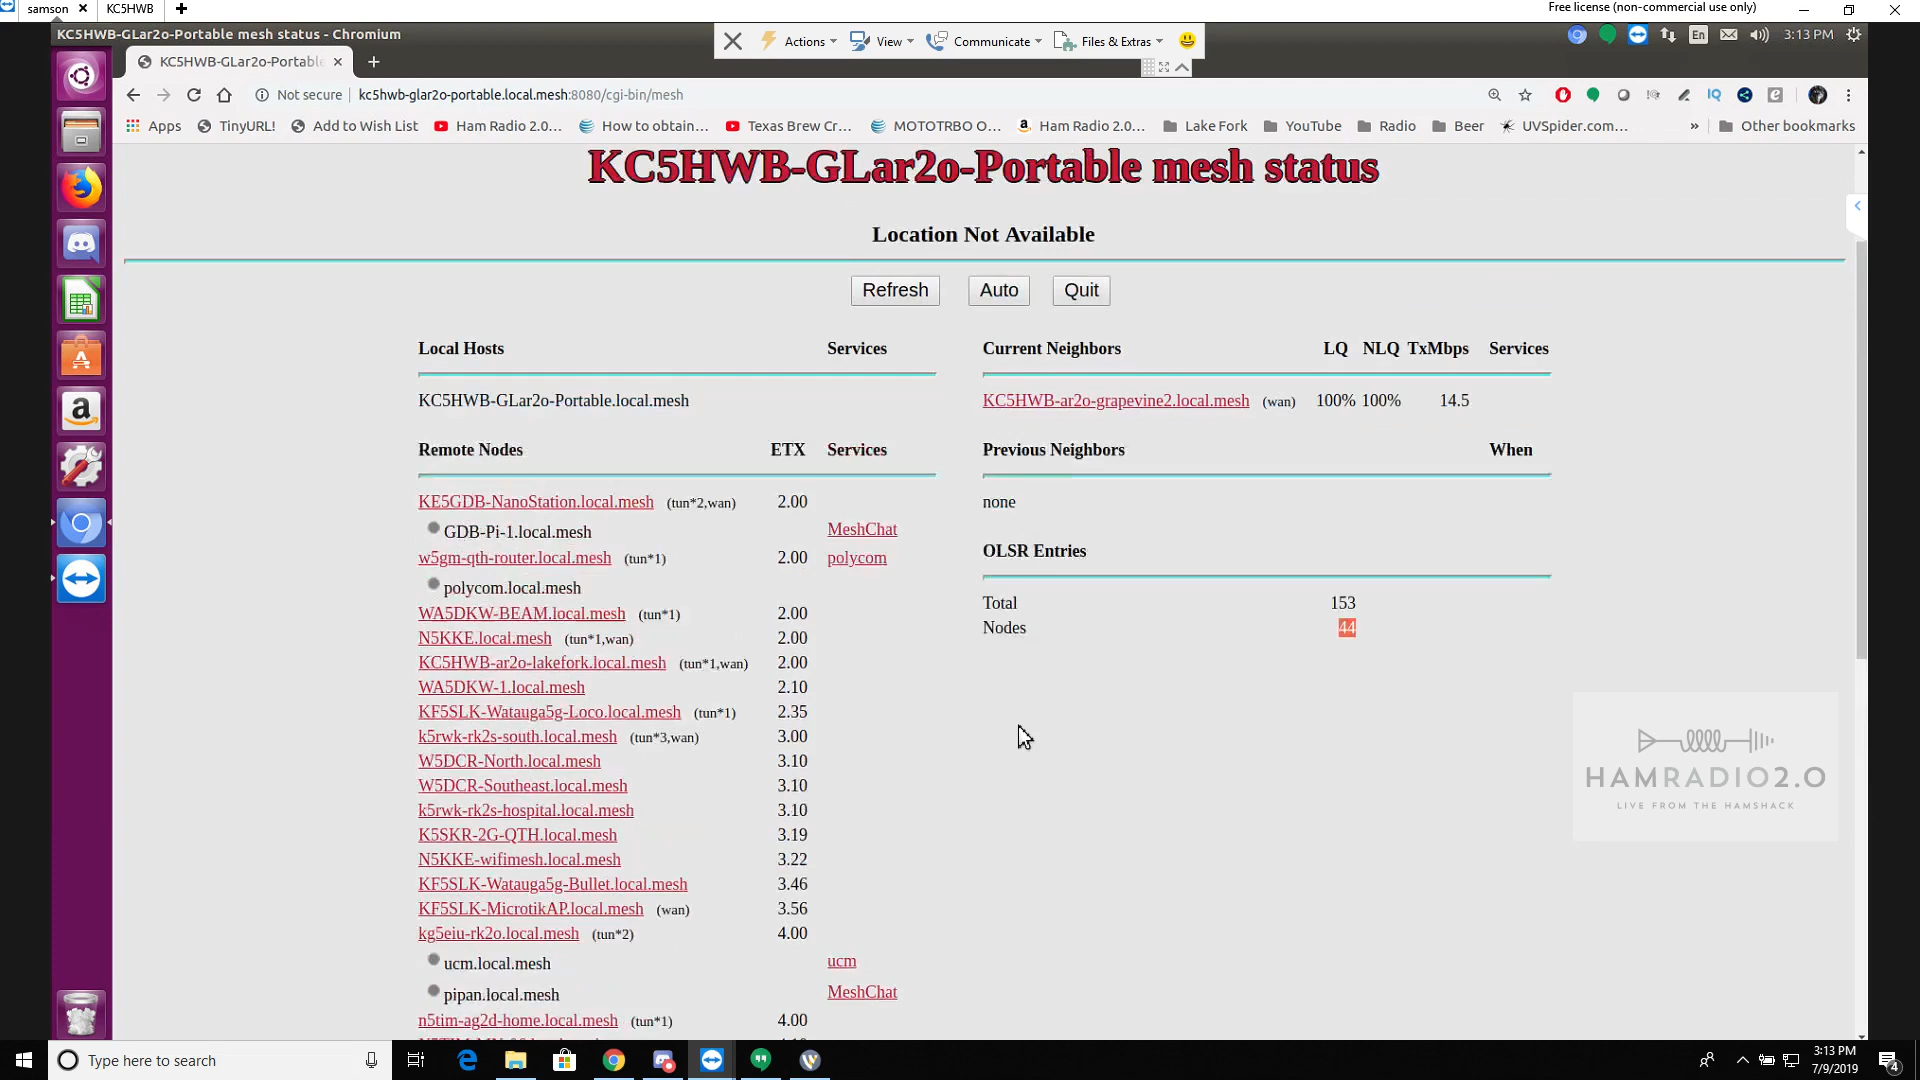 samson
KC5HWB
Free license (non-commercial use only)
KC5HWB-GLar2o-Portable mesh status - Chromium
Actions
View
Communicate
Files & Extras
En
3:13 PM
KC5HWB-GLar2o-Portable
Not secure
kc5hwb-glar2o-portable.local.mesh:8080/cgi-bin/mesh
IQ
Apps
TinyURL!
Add to Wish List
Ham Radio 2.0...
How to obtain...
Texas Brew Cr...
MOTOTRBO O...
Ham Radio 2.0...
Lake Fork
YouTube
Radio
Beer
UVSpider.com...
»
Other bookmarks
KC5HWB-GLar2o-Portable mesh status
Location Not Available
Refresh
Auto
Quit
Local Hosts Services
KC5HWB-GLar2o-Portable.local.mesh
Remote Nodes ETX Services
KE5GDB-NanoStation.local.mesh (tun*2,wan) 2.00
GDB-Pi-1.local.mesh MeshChat
w5gm-qth-router.local.mesh (tun*1) 2.00 polycom
polycom.local.mesh
WA5DKW-BEAM.local.mesh (tun*1) 2.00
N5KKE.local.mesh (tun*1,wan) 2.00
KC5HWB-ar2o-lakefork.local.mesh (tun*1,wan) 2.00
WA5DKW-1.local.mesh 2.10
KF5SLK-Watauga5g-Loco.local.mesh (tun*1) 2.35
k5rwk-rk2s-south.local.mesh (tun*3,wan) 3.00
W5DCR-North.local.mesh 3.10
W5DCR-Southeast.local.mesh 3.10
k5rwk-rk2s-hospital.local.mesh 3.10
K5SKR-2G-QTH.local.mesh 3.19
N5KKE-wifimesh.local.mesh 3.22
KF5SLK-Watauga5g-Bullet.local.mesh 3.46
KF5SLK-MicrotikAP.local.mesh (wan) 3.56
kg5eiu-rk2o.local.mesh (tun*2) 4.00
ucm.local.mesh ucm
pipan.local.mesh MeshChat
n5tim-ag2d-home.local.mesh (tun*1) 4.00
Current Neighbors LQ NLQ TxMbps Services
KC5HWB-ar2o-grapevine2.local.mesh (wan) 100% 100% 14.5
Previous Neighbors When
none
OLSR Entries
Total 153
Nodes 44
HAMRADIO2.0
LIVE FROM THE HAMSHACK
Type here to search
3:13 PM
7/9/2019
4